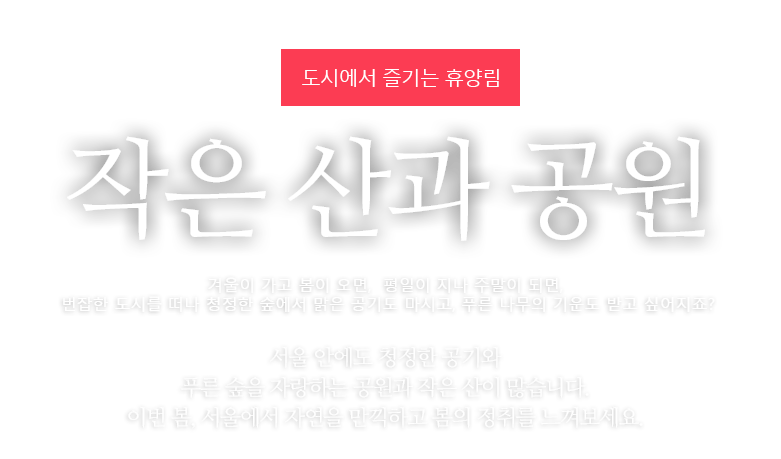 도시에서 즐기는 휴양림
작은 산과 공원
겨울이 가고 봄이 오면, 평일이 지나 주말이 되면,
번잡한 도시를 떠나 청정한 숲에서 맑은 공기도 마시고, 푸른 나무의 기운도 받고 싶어지죠?
서울 안에도 청정한 공기와
푸른 숲을 자랑하는 공원과 작은 산이 많습니다.
이번 봄, 서울에서 자연을 만끽하고 봄의 정취를 느껴보세요.